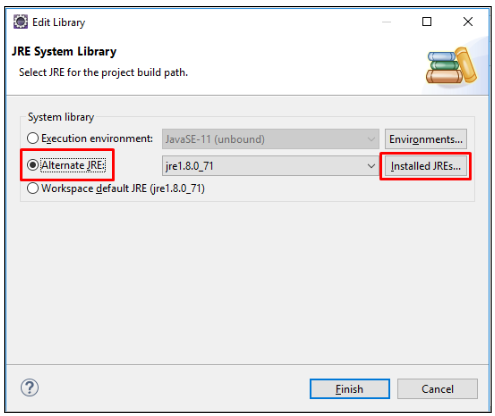 Edit Library
JRE System Library
Select JRE for the project build path.
System library
Execution environment: JavaSE-11 (unbound) Environments...
Alternate JRE: jre1.8.0_71 Installed JREs...
Workspace default JRE (jre1.8.0_71)
? Finish Cancel